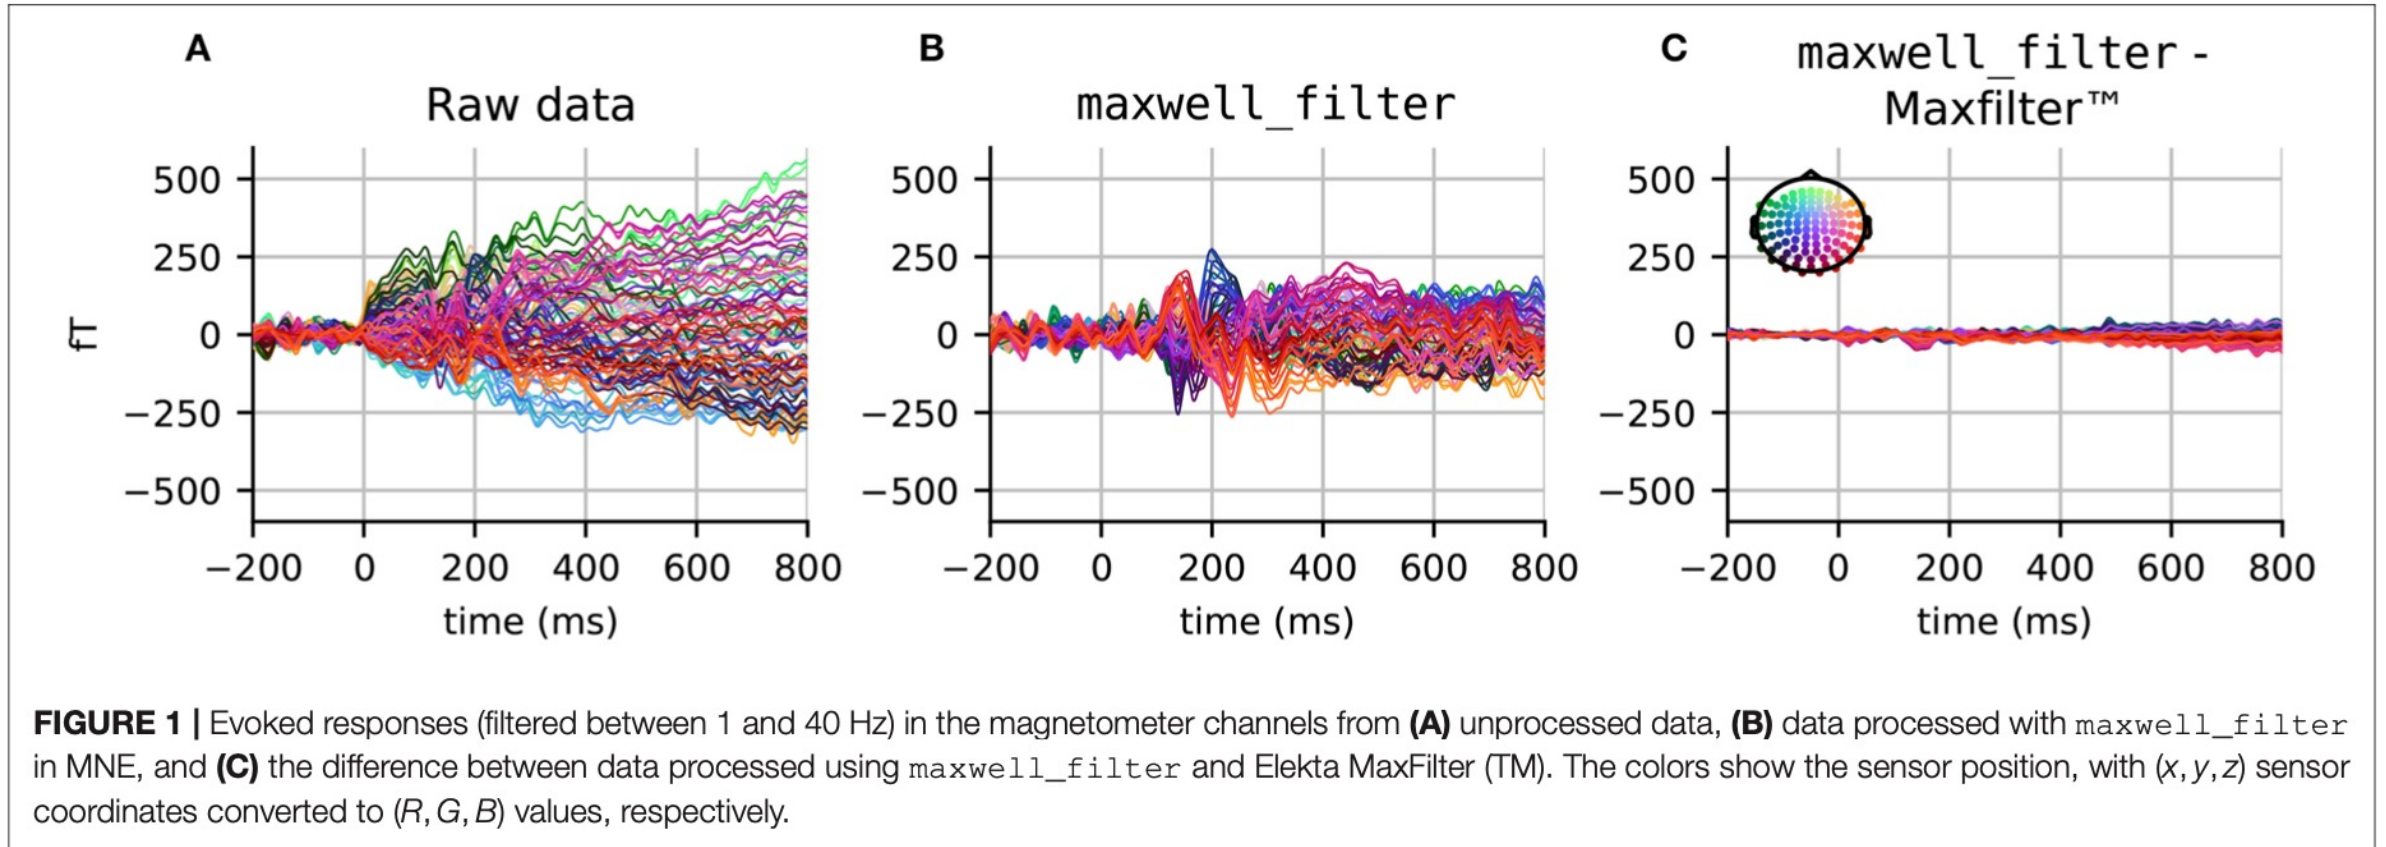 A
Raw data
500
250
0
−250
−500
fT
−200 0 200 400 600 800
time (ms)
B
maxwell_filter
500
250
0
−250
−500
−200 0 200 400 600 800
time (ms)
C
maxwell_filter -
Maxfilter™
500
250
0
−250
−500
−200 0 200 400 600 800
time (ms)
FIGURE 1 | Evoked responses (filtered between 1 and 40 Hz) in the magnetometer channels from (A) unprocessed data, (B) data processed with maxwell_filter
in MNE, and (C) the difference between data processed using maxwell_filter and Elekta MaxFilter (TM). The colors show the sensor position, with (x, y, z) sensor
coordinates converted to (R, G, B) values, respectively.